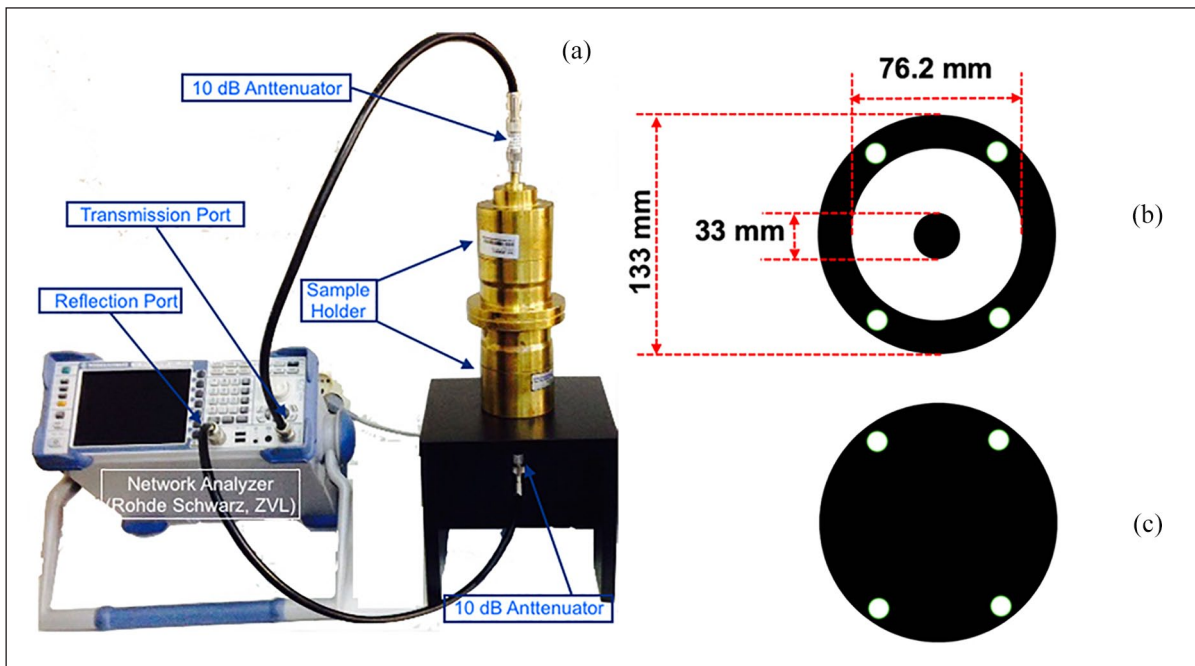 (a)
10 dB Anttenuator
Transmission Port
Reflection Port
Sample
Holder
Network Analyzer
(Rohde Schwarz, ZVL)
10 dB Anttenuator
76.2 mm
133 mm
33 mm
(b)
(c)